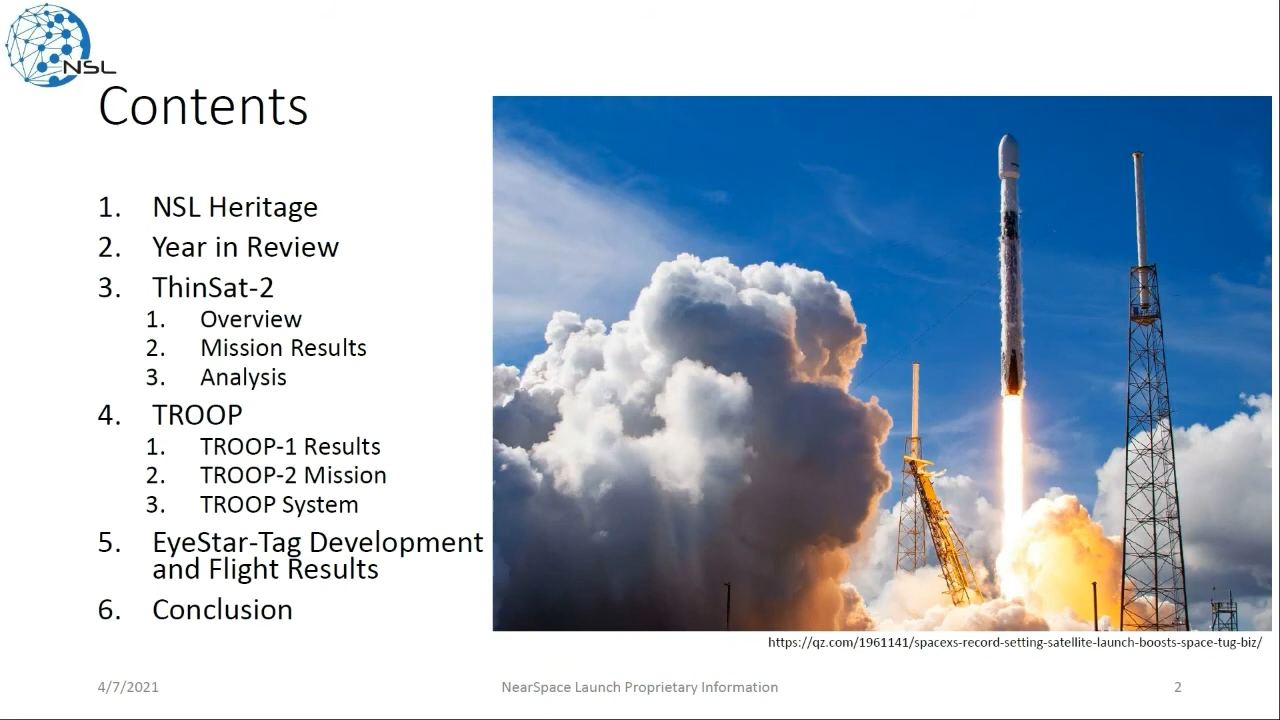 NSL
Contents
1. NSL Heritage
2. Year in Review
3. ThinSat-2
1. Overview
2. Mission Results
3. Analysis
4. TROOP
1. TROOP-1 Results
2. TROOP-2 Mission
3. TROOP System
5. EyeStar-Tag Development
and Flight Results
6. Conclusion
https://qz.com/1961141/spacexs-record-setting-satellite-launch-boosts-space-tug-biz/
4/7/2021
NearSpace Launch Proprietary Information
2